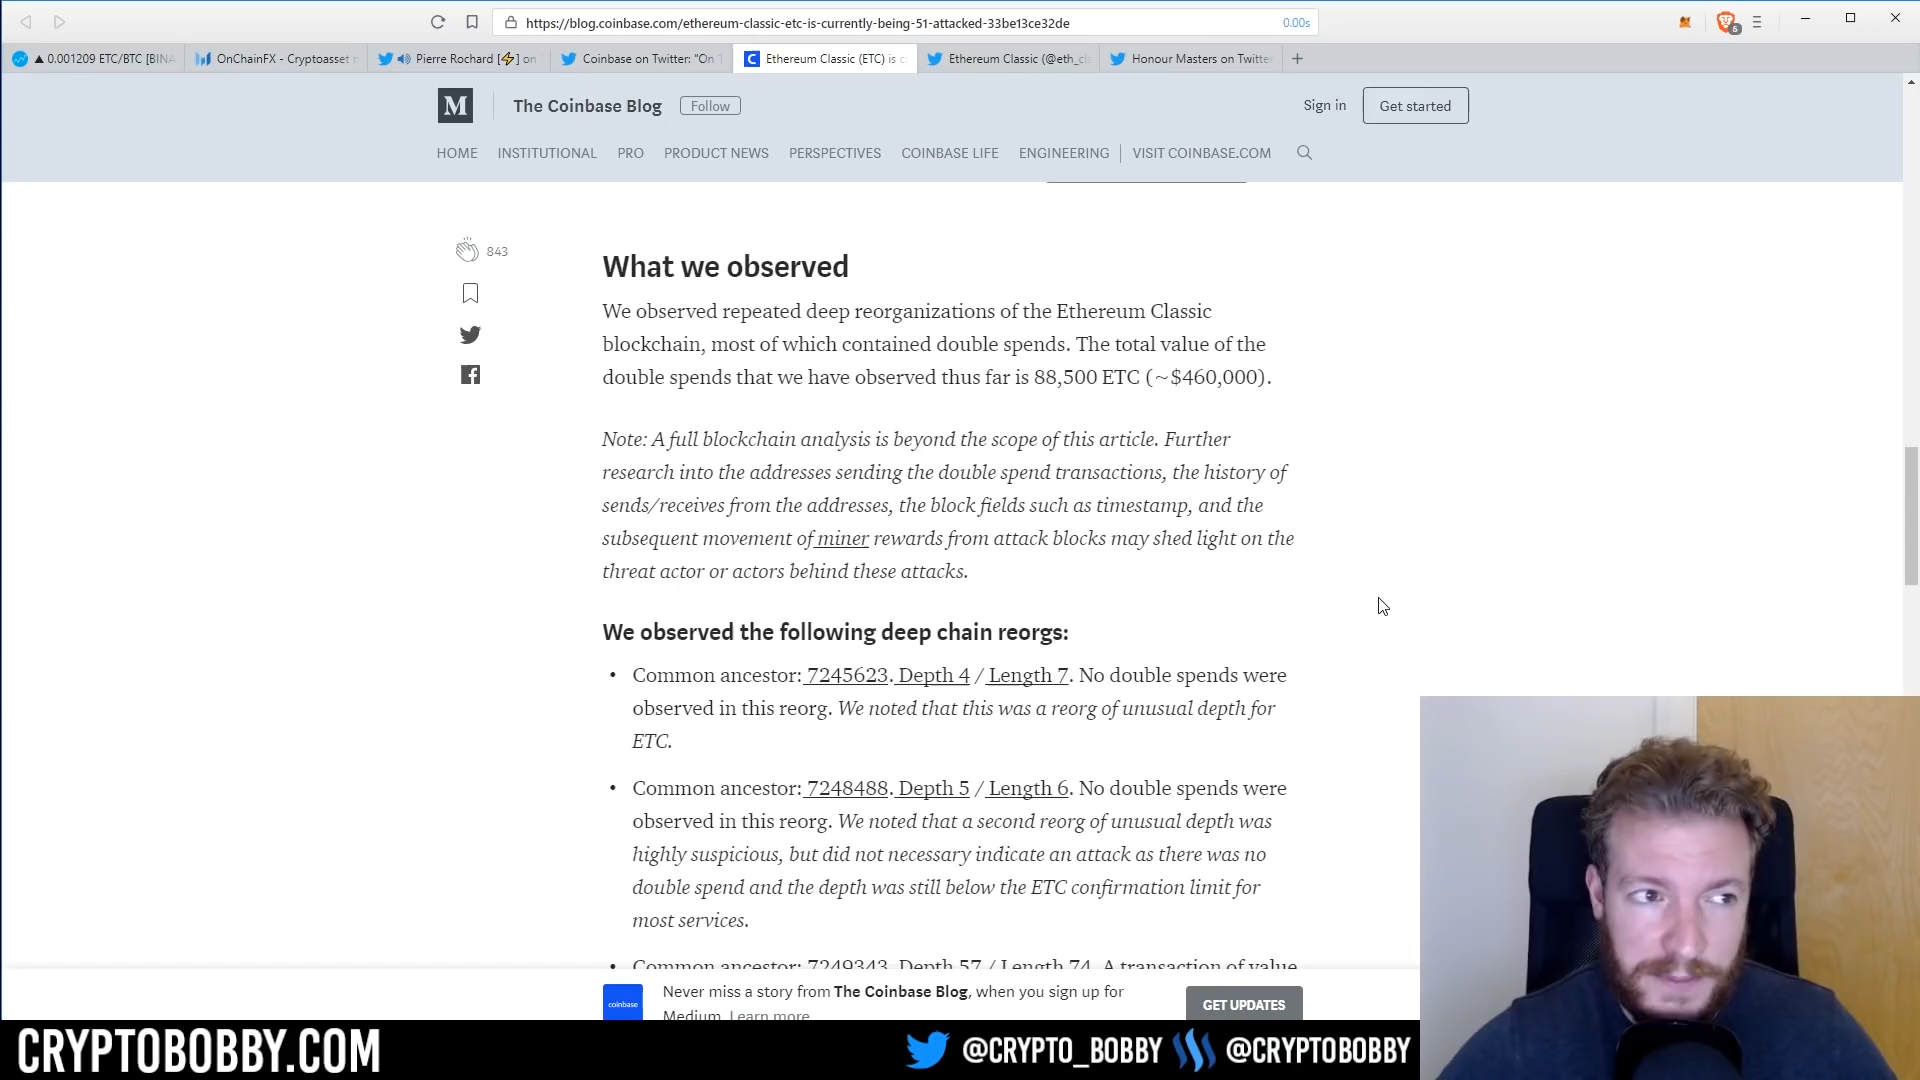 https://blog.coinbase.com/ethereum-classic-etc-is-currently-being-51-attacked-33be13ce32de
0.00s
5
▲ 0.001209 ETC/BTC [BINA
OnChainFX - Cryptoasset
Pierre Rochard [⚡] on
Coinbase on Twitter: "On
Ethereum Classic (ETC) is c
Ethereum Classic (@eth_cl
Honour Masters on Twitte
M
The Coinbase Blog
Follow
Sign in
Get started
HOME INSTITUTIONAL PRO PRODUCT NEWS PERSPECTIVES COINBASE LIFE ENGINEERING VISIT COINBASE.COM
843
What we observed
We observed repeated deep reorganizations of the Ethereum Classic
blockchain, most of which contained double spends. The total value of the
double spends that we have observed thus far is 88,500 ETC (~$460,000).
Note: A full blockchain analysis is beyond the scope of this article. Further
research into the addresses sending the double spend transactions, the history of
sends/receives from the addresses, the block fields such as timestamp, and the
subsequent movement of miner rewards from attack blocks may shed light on the
threat actor or actors behind these attacks.
We observed the following deep chain reorgs:
• Common ancestor: 7245623. Depth 4 / Length 7. No double spends were
observed in this reorg. We noted that this was a reorg of unusual depth for
ETC.
• Common ancestor: 7248488. Depth 5 / Length 6. No double spends were
observed in this reorg. We noted that a second reorg of unusual depth was
highly suspicious, but did not necessary indicate an attack as there was no
double spend and the depth was still below the ETC confirmation limit for
most services.
• Common ancestor: 7249343. Depth 57 / Length 74. A transaction of value
coinbase
Never miss a story from The Coinbase Blog, when you sign up for
Medium. Learn more
GET UPDATES
CRYPTOBOBBY.COM
@CRYPTO_BOBBY
@CRYPTOBOBBY